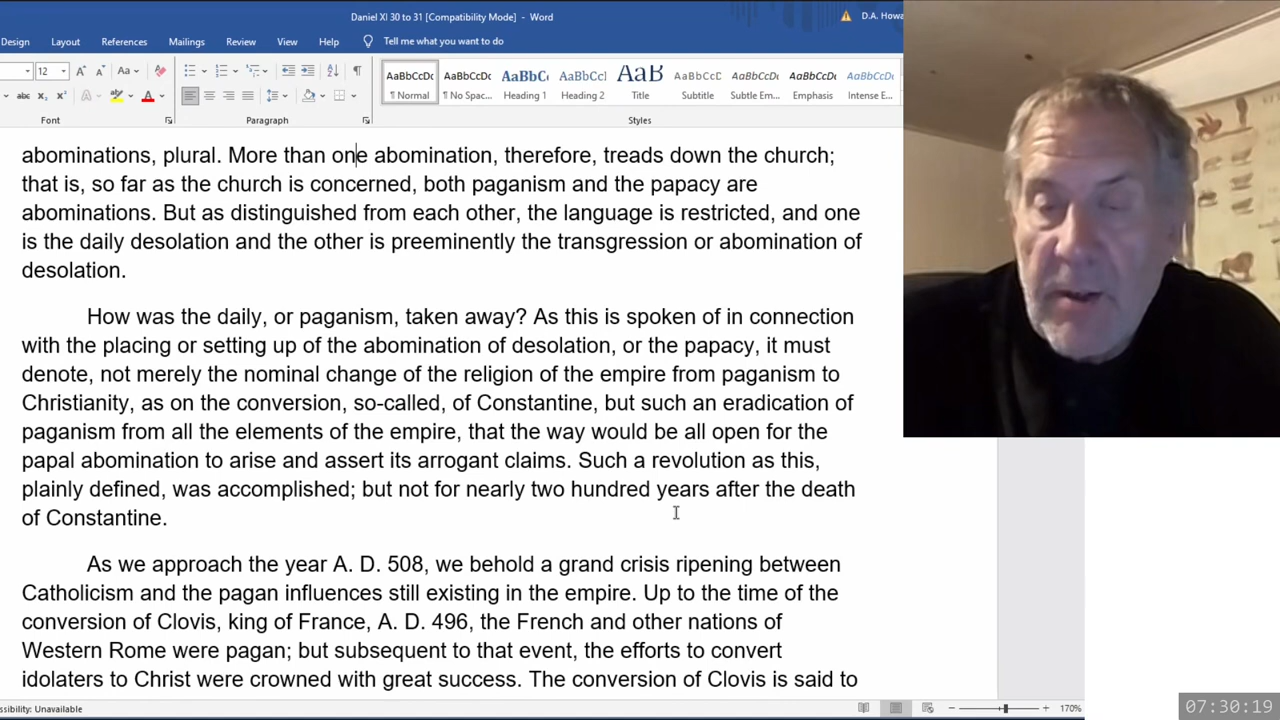 Daniel XI 30 to 31 [Compatibility Mode] - Word
D.A. Howa
Design Layout References Mailings Review View Help Tell me what you want to do
12 Aa
abc x₂ x² A A
AaBbCcDc AaBbCcDc AaBbC AaBbCcC AaB AaBbCcC AaBbCcDc AaBbCcDc AaBbCcDc
¶ Normal ¶ No Spac... Heading 1 Heading 2 Title Subtitle Subtle Em... Emphasis Intense E...
Font Paragraph Styles
abominations, plural. More than one abomination, therefore, treads down the church;
that is, so far as the church is concerned, both paganism and the papacy are
abominations. But as distinguished from each other, the language is restricted, and one
is the daily desolation and the other is preeminently the transgression or abomination of
desolation.
How was the daily, or paganism, taken away? As this is spoken of in connection
with the placing or setting up of the abomination of desolation, or the papacy, it must
denote, not merely the nominal change of the religion of the empire from paganism to
Christianity, as on the conversion, so-called, of Constantine, but such an eradication of
paganism from all the elements of the empire, that the way would be all open for the
papal abomination to arise and assert its arrogant claims. Such a revolution as this,
plainly defined, was accomplished; but not for nearly two hundred years after the death
of Constantine.
As we approach the year A. D. 508, we behold a grand crisis ripening between
Catholicism and the pagan influences still existing in the empire. Up to the time of the
conversion of Clovis, king of France, A. D. 496, the French and other nations of
Western Rome were pagan; but subsequent to that event, the efforts to convert
idolaters to Christ were crowned with great success. The conversion of Clovis is said to
ssibility: Unavailable
170%
07:30:19